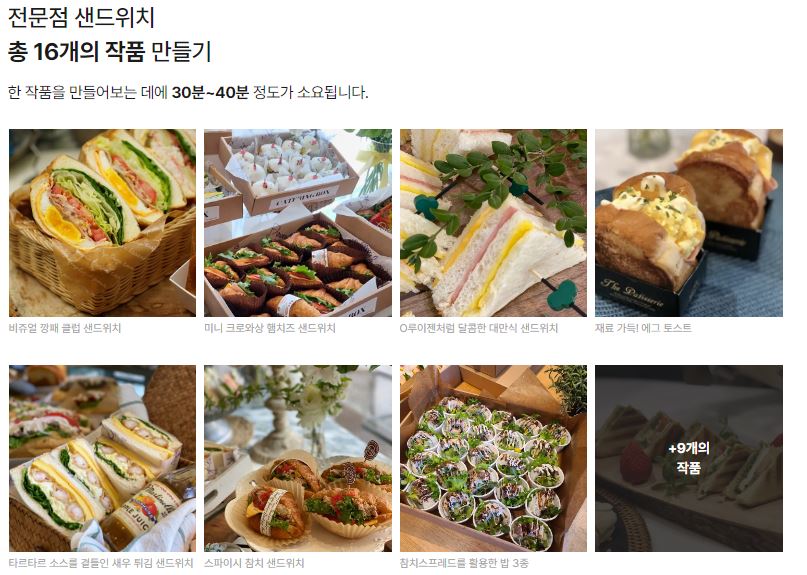 전문점 샌드위치
총 16개의 작품 만들기
한 작품을 만들어보는 데에 30분~40분 정도가 소요됩니다.
CATERING BOX
The Patisserie
비쥬얼 깡패 클럽 샌드위치
미니 크로와상 햄치즈 샌드위치
O루이젠처럼 달콤한 대만식 샌드위치
재료 가득! 에그 토스트
+9개의
작품
타르타르 소스를 곁들인 새우 튀김 샌드위치
스파이시 참치 샌드위치
참치스프레드를 활용한 밥 3종